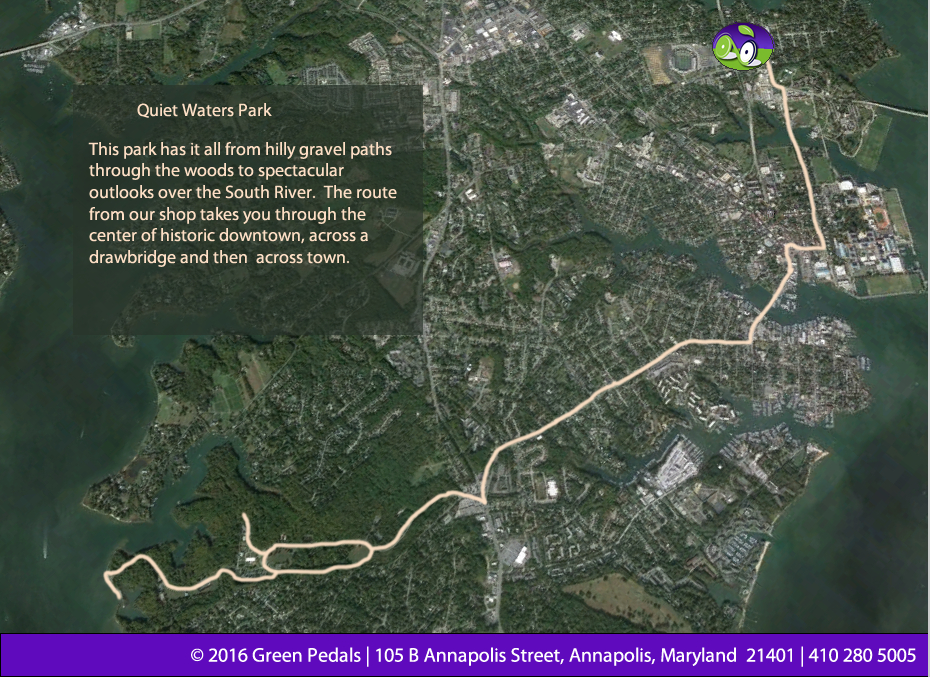 Quiet Waters Park
This park has it all from hilly gravel paths
through the woods to spectacular
outlooks over the South River.  The route
from our shop takes you through the
center of historic downtown, across a
drawbridge and then  across town.
© 2016 Green Pedals | 105 B Annapolis Street, Annapolis, Maryland  21401 | 410 280 5005